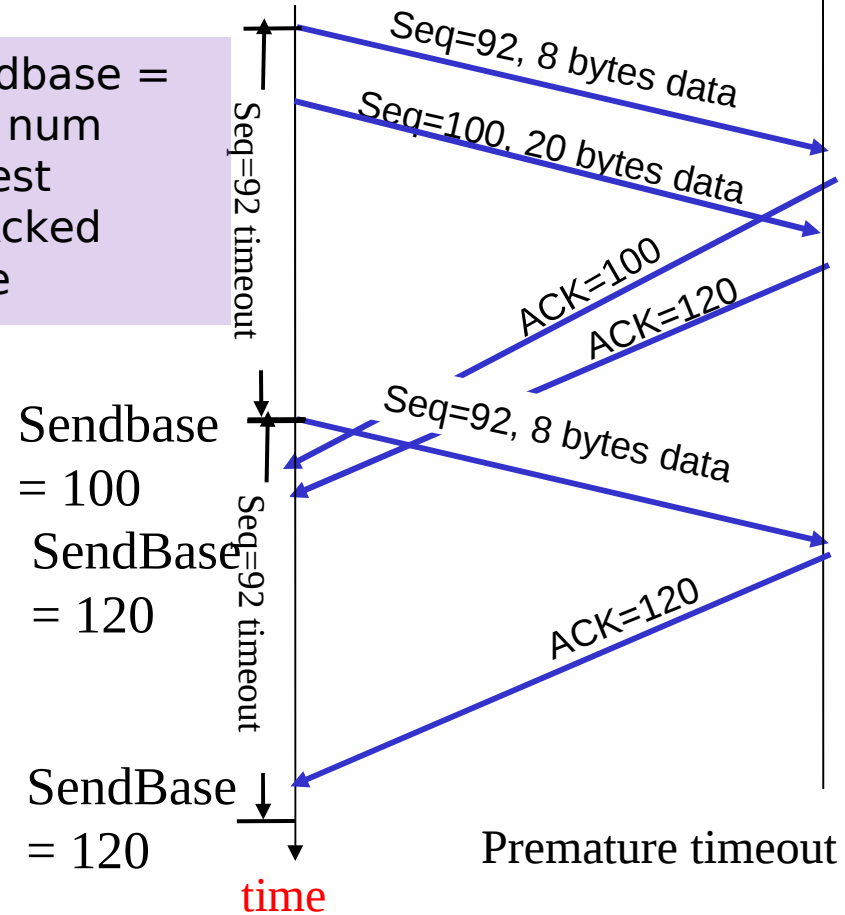 Seq=92, 8 bytes data
dbase =
num
est
cked
e
Seq=92 timeout
Seq=100, 20 bytes data
ACK=100
ACK=120
Seq=92, 8 bytes data
Sendbase
= 100
SendBase
= 120
Seq=92 timeout
ACK=120
SendBase
= 120
Premature timeout
time